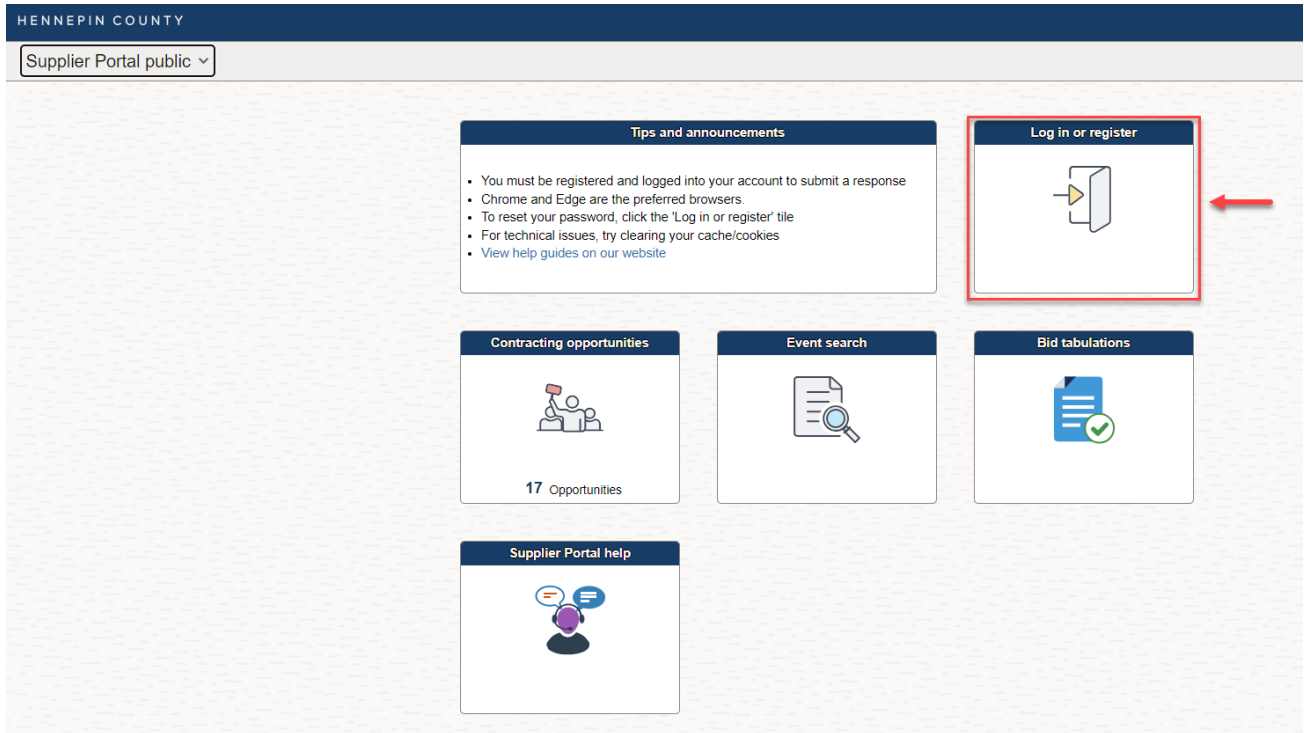 HENNEPIN COUNTY
Supplier Portal public
Tips and announcements
You must be registered and logged into your account to submit a response
Chrome and Edge are the preferred browsers.
To reset your password, click the 'Log in or register' tile
For technical issues, try clearing your cache/cookies
View help guides on our website
Log in or register
Contracting opportunities
17 Opportunities
Event search
Bid tabulations
Supplier Portal help